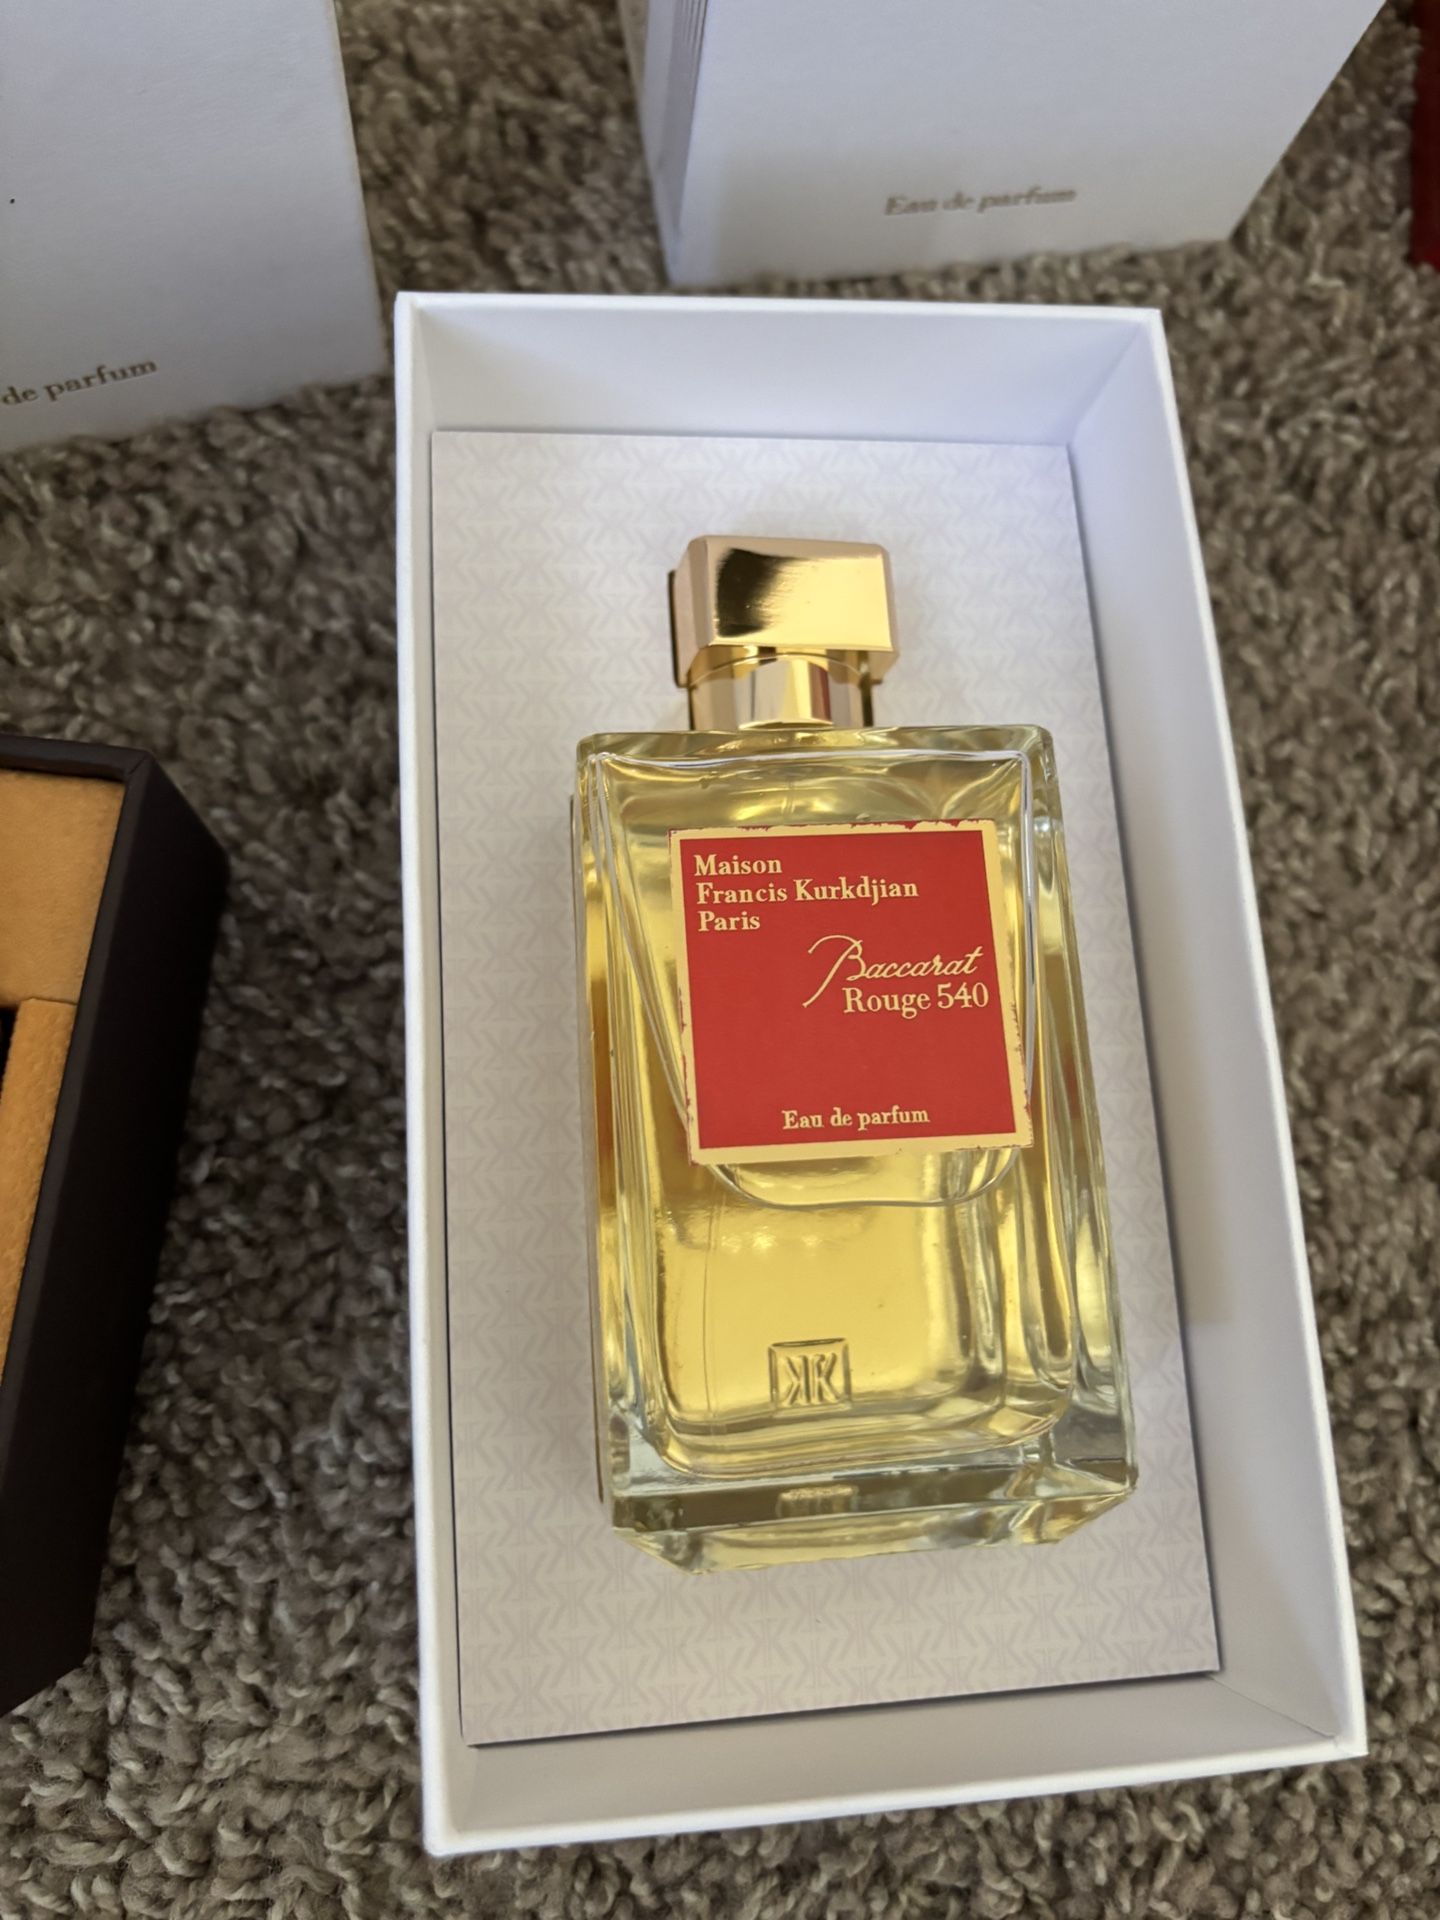 Eau de parfum
de parfum
Maison
Francis Kurkdjian
Paris
Baccarat
Rouge 540
Eau de parfum